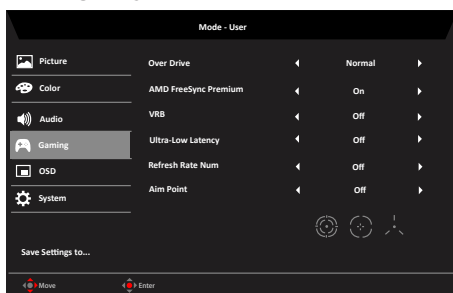 Mode - User
Picture
Over Drive Normal
Color
AMD FreeSync Premium On
Audio
VRB Off
Gaming
Ultra-Low Latency Off
OSD
Refresh Rate Num Off
System
Aim Point Off
Save Settings to...
Move Enter